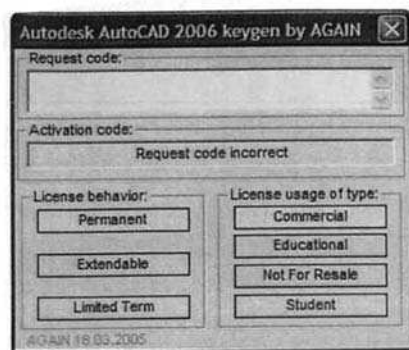 Autodesk AutoCAD 2006 keygen by AGAIN
Request code:
Activation code:
Request code incorrect
License behavior:
Permanent
Extendable
Limited Term
License usage of type:
Commercial
Educational
Not For Resale
Student
AGAIN 18.03.2005